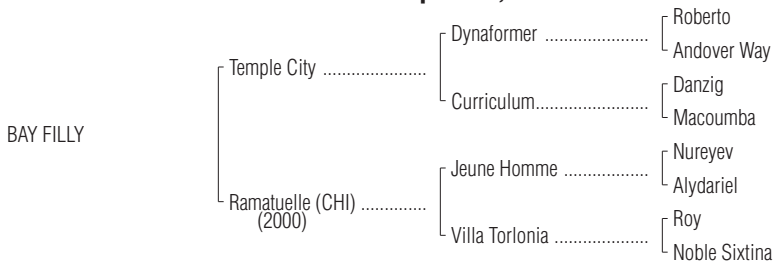 Roberto
Dynaformer ........................
Andover Way
Temple City ........................
Danzig
Curriculum..........................
Macoumba
BAY FILLY
Nureyev
Jeune Homme ...................
Alydariel
Ramatuelle (CHI) ...............
(2000)
Roy
Villa Torlonia ......................
Noble Sixtina